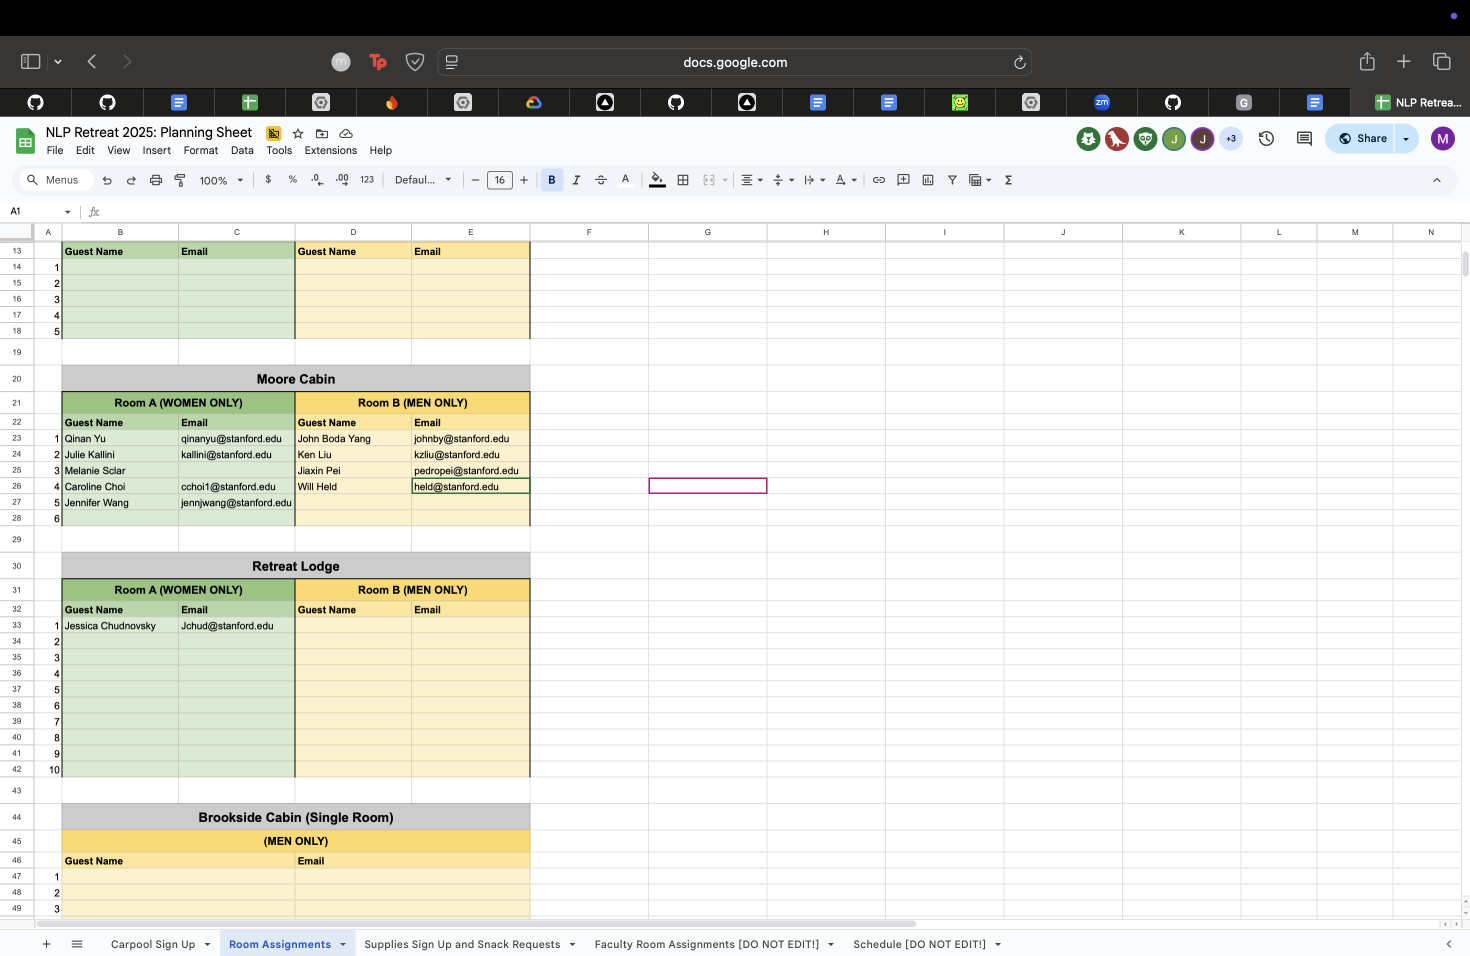 docs.google.com
zm
G
NLP Retrea...
NLP Retreat 2025: Planning Sheet
File Edit View Insert Format Data Tools Extensions Help
J J +3 Share M
Menus 100% $ % .0 .00 123 Defaul... − 16 + B I S A Σ
A1 fx
A B C D E F G H I J K L M N
13 Guest Name Email Guest Name Email
14 1
15 2
16 3
17 4
18 5
19
20 Moore Cabin
21 Room A (WOMEN ONLY) Room B (MEN ONLY)
22 Guest Name Email Guest Name Email
23 1 Qinan Yu qinanyu@stanford.edu John Boda Yang johnby@stanford.edu
24 2 Julie Kallini kallini@stanford.edu Ken Liu kzliu@stanford.edu
25 3 Melanie Sclar Jiaxin Pei pedropei@stanford.edu
26 4 Caroline Choi cchoi1@stanford.edu Will Held held@stanford.edu
27 5 Jennifer Wang jennjwang@stanford.edu
28 6
29
30 Retreat Lodge
31 Room A (WOMEN ONLY) Room B (MEN ONLY)
32 Guest Name Email Guest Name Email
33 1 Jessica Chudnovsky Jchud@stanford.edu
34 2
35 3
36 4
37 5
38 6
39 7
40 8
41 9
42 10
43
44 Brookside Cabin (Single Room)
45 (MEN ONLY)
46 Guest Name Email
47 1
48 2
49 3
+ Carpool Sign Up Room Assignments Supplies Sign Up and Snack Requests Faculty Room Assignments [DO NOT EDIT!] Schedule [DO NOT EDIT!]